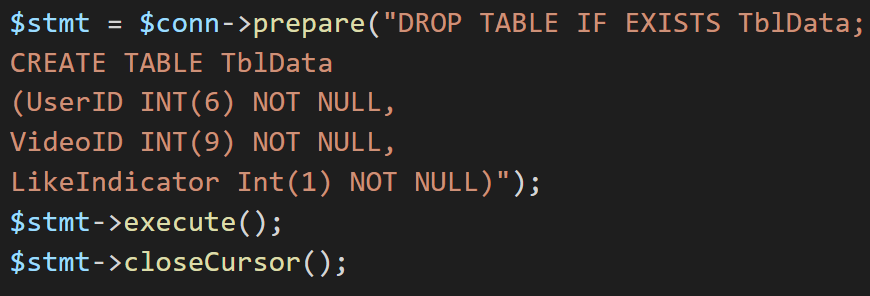 $stmt = $conn->prepare("DROP TABLE IF EXISTS TblData;
CREATE TABLE TblData
(UserID INT(6) NOT NULL,
VideoID INT(9) NOT NULL,
LikeIndicator Int(1) NOT NULL)");
$stmt->execute();
$stmt->closeCursor();